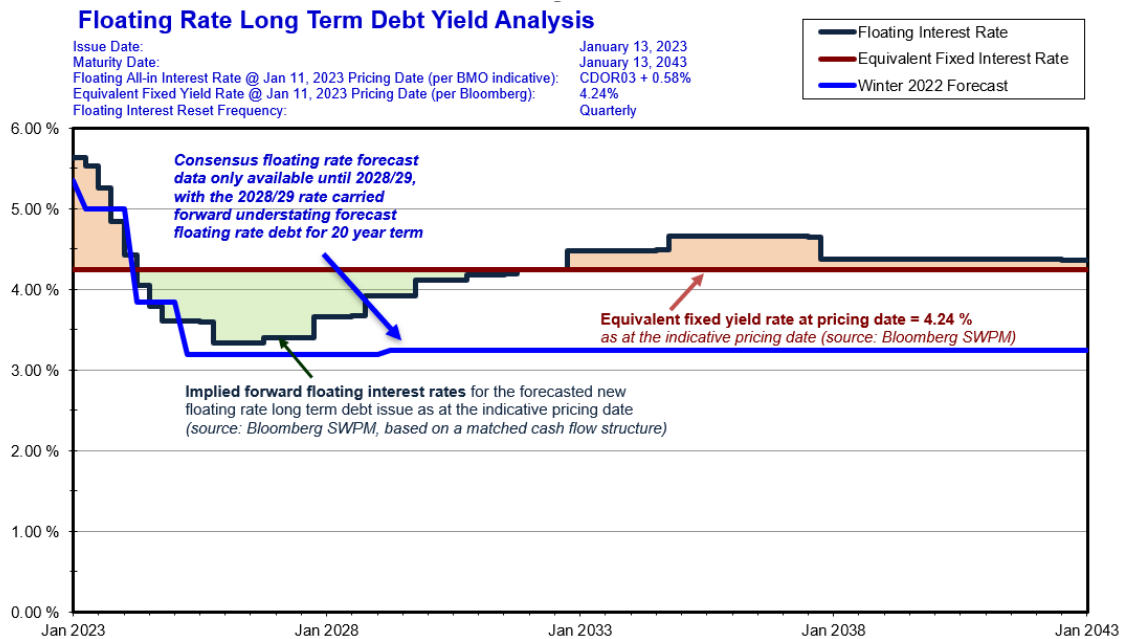 Floating Rate Long Term Debt Yield Analysis
Issue Date: January 13, 2023
Maturity Date: January 13, 2043
Floating All-in Interest Rate @ Jan 11, 2023 Pricing Date (per BMO indicative): CDOR03 + 0.58%
Equivalent Fixed Yield Rate @ Jan 11, 2023 Pricing Date (per Bloomberg): 4.24%
Floating Interest Reset Frequency: Quarterly
Floating Interest Rate
Equivalent Fixed Interest Rate
Winter 2022 Forecast
6.00 %
5.00 %
4.00 %
3.00 %
2.00 %
1.00 %
0.00 %
Consensus floating rate forecast
data only available until 2028/29,
with the 2028/29 rate carried
forward understating forecast
floating rate debt for 20 year term
Equivalent fixed yield rate at pricing date = 4.24 %
as at the indicative pricing date (source: Bloomberg SWPM)
Implied forward floating interest rates for the forecasted new
floating rate long term debt issue as at the indicative pricing date
(source: Bloomberg SWPM, based on a matched cash flow structure)
Jan 2023
Jan 2028
Jan 2033
Jan 2038
Jan 2043